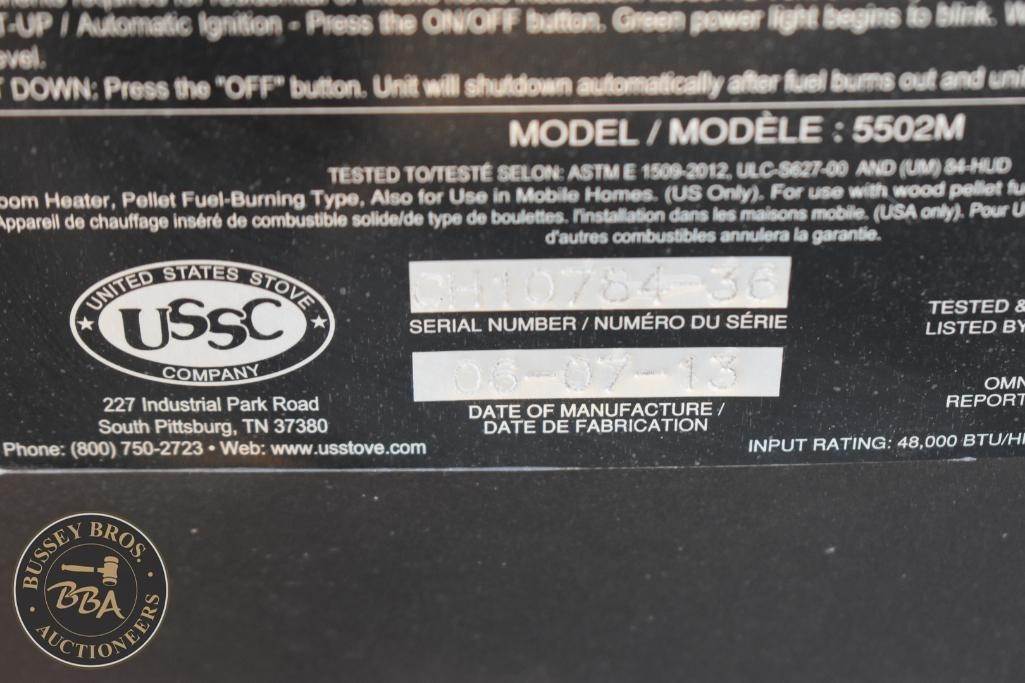 T-UP / Automatic Ignition - Press the ON/OFF button. Green power light begins to blink.
evel.
DOWN: Press the "OFF" button. Unit will shutdown automatically after fuel burns out and uni
MODEL / MODÈLE : 5502M
TESTED TO/TESTÉ SELON: ASTM E 1509-2012, ULC-S627-00 AND (UM) 84-HUD
oom Heater, Pellet Fuel-Burning Type, Also for Use in Mobile Homes. (US Only). For use with wood pellet fu
Appareil de chauffage inséré de combustible solide/de type de boulettes. l'installation dans les maisons mobile. (USA only). Pour U
d'autres combustibles annulera la garantie.
UNITED STATES STOVE
USSC
COMPANY
227 Industrial Park Road
South Pittsburg, TN 37380
Phone: (800) 750-2723 • Web: www.usstove.com
CH10784-36
SERIAL NUMBER / NUMÉRO DU SÉRIE
06-07-13
DATE OF MANUFACTURE /
DATE DE FABRICATION
TESTED &
LISTED BY
OMN
REPORT
INPUT RATING: 48,000 BTU/H
BUSSEY BROS.
BBA
AUCTIONEERS